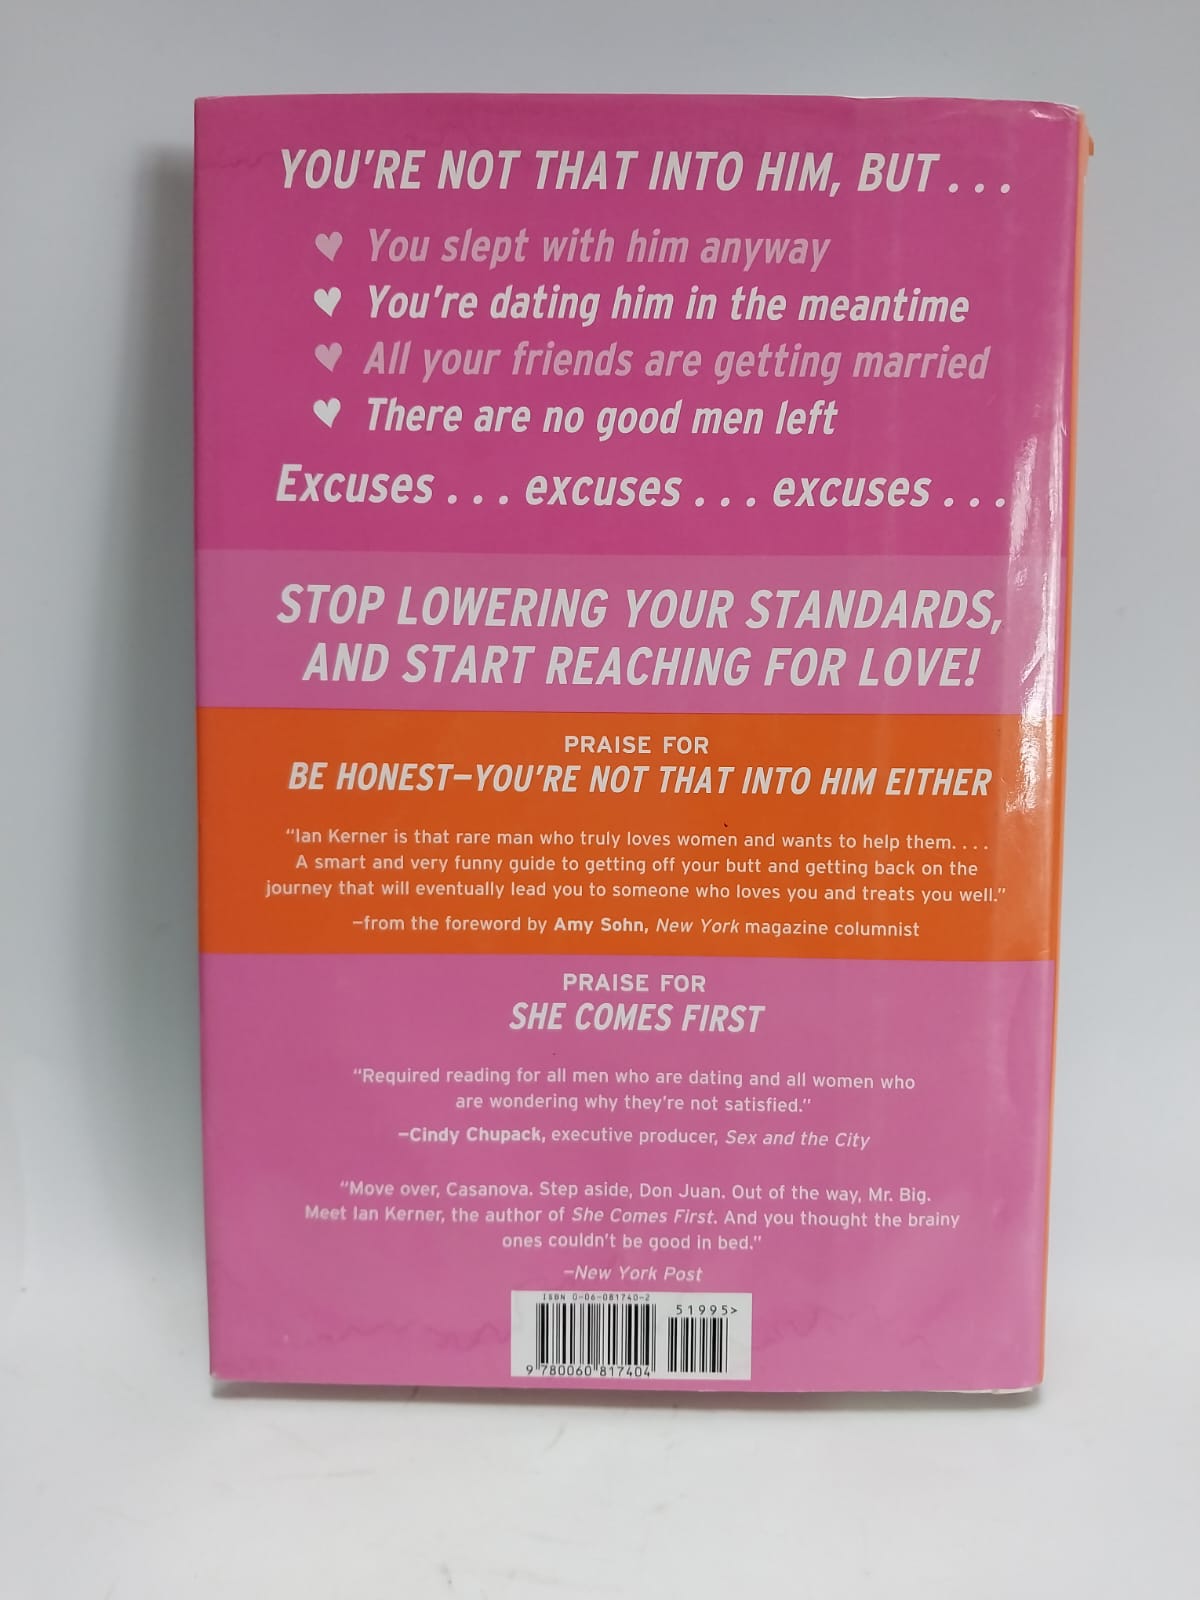 YOU'RE NOT THAT INTO HIM, BUT . . .
♥ You slept with him anyway
♥ You're dating him in the meantime
♥ All your friends are getting married
♥ There are no good men left
Excuses . . . excuses . . . excuses . . .
STOP LOWERING YOUR STANDARDS,
AND START REACHING FOR LOVE!
PRAISE FOR
BE HONEST—YOU'RE NOT THAT INTO HIM EITHER
“Ian Kerner is that rare man who truly loves women and wants to help them. . . .
A smart and very funny guide to getting off your butt and getting back on the
journey that will eventually lead you to someone who loves you and treats you well.”
—from the foreword by Amy Sohn, New York magazine columnist
PRAISE FOR
SHE COMES FIRST
“Required reading for all men who are dating and all women who
are wondering why they're not satisfied.”
—Cindy Chupack, executive producer, Sex and the City
“Move over, Casanova. Step aside, Don Juan. Out of the way, Mr. Big.
Meet Ian Kerner, the author of She Comes First. And you thought the brainy
ones couldn't be good in bed.”
—New York Post
ISBN 0-06-081740-2
51995>
9 780060 817404